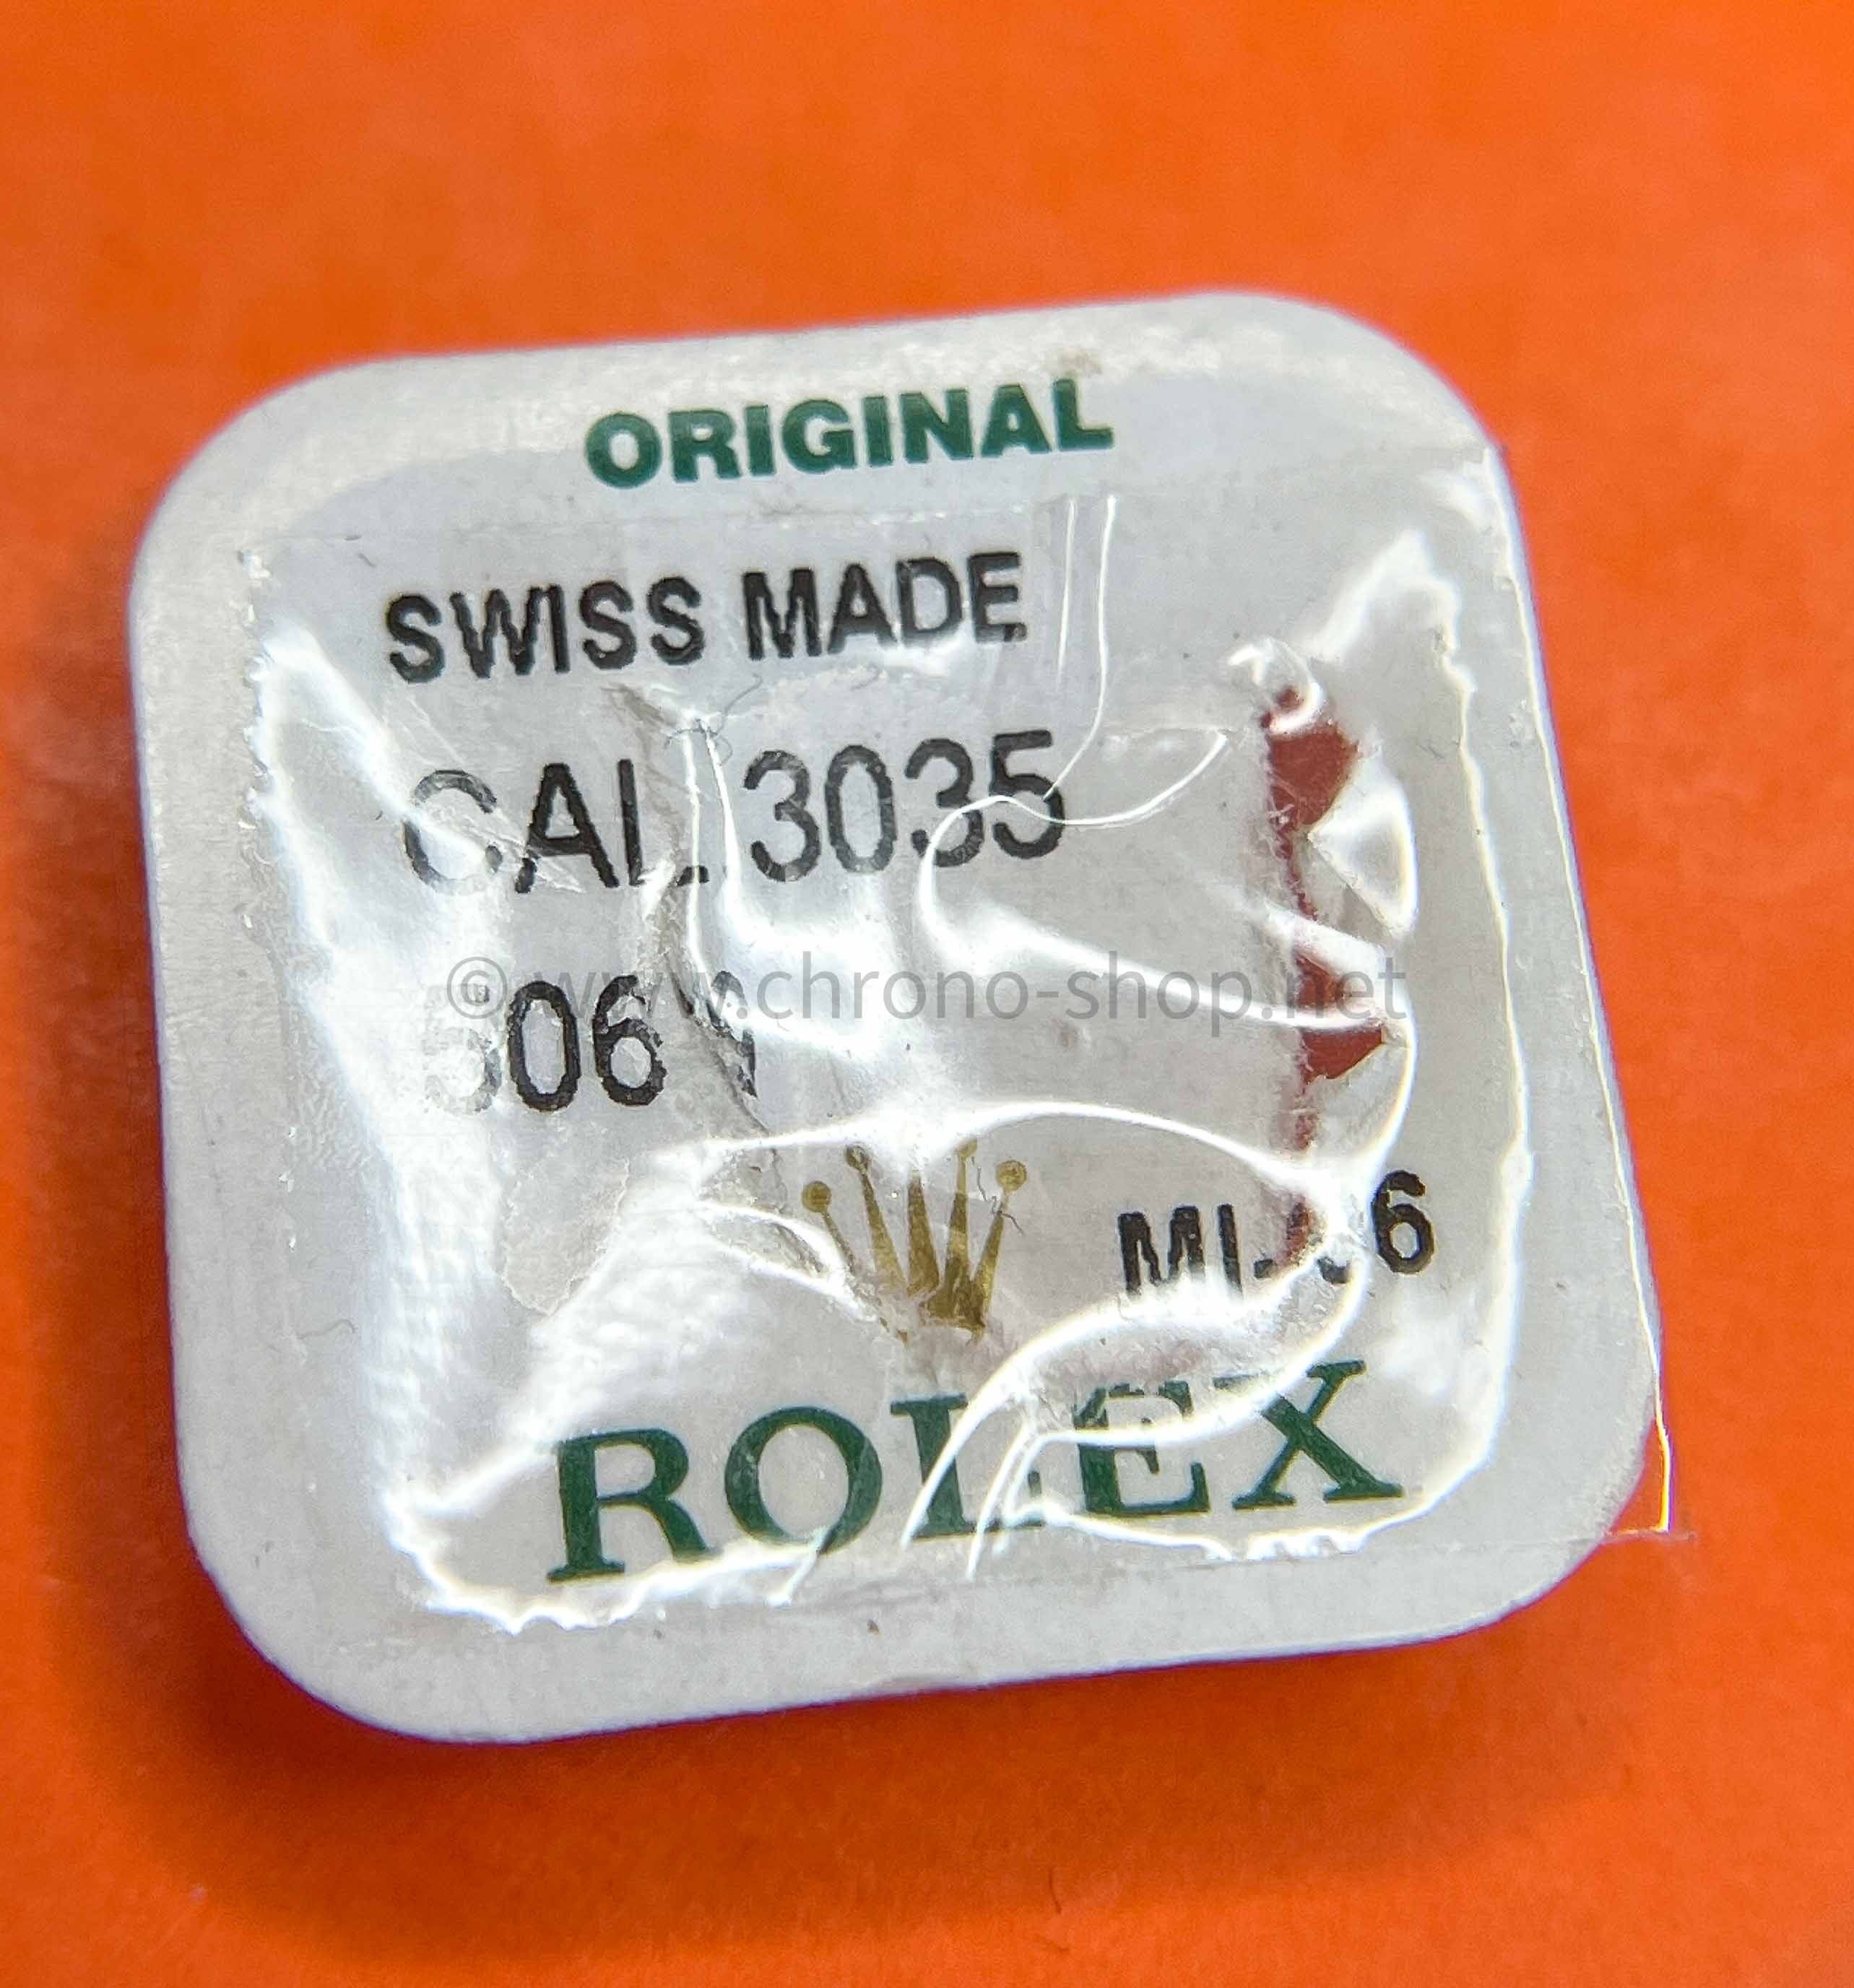 ORIGINAL
SWISS MADE
CAL. 3035
© www.chrono-shop.net
ROLEX